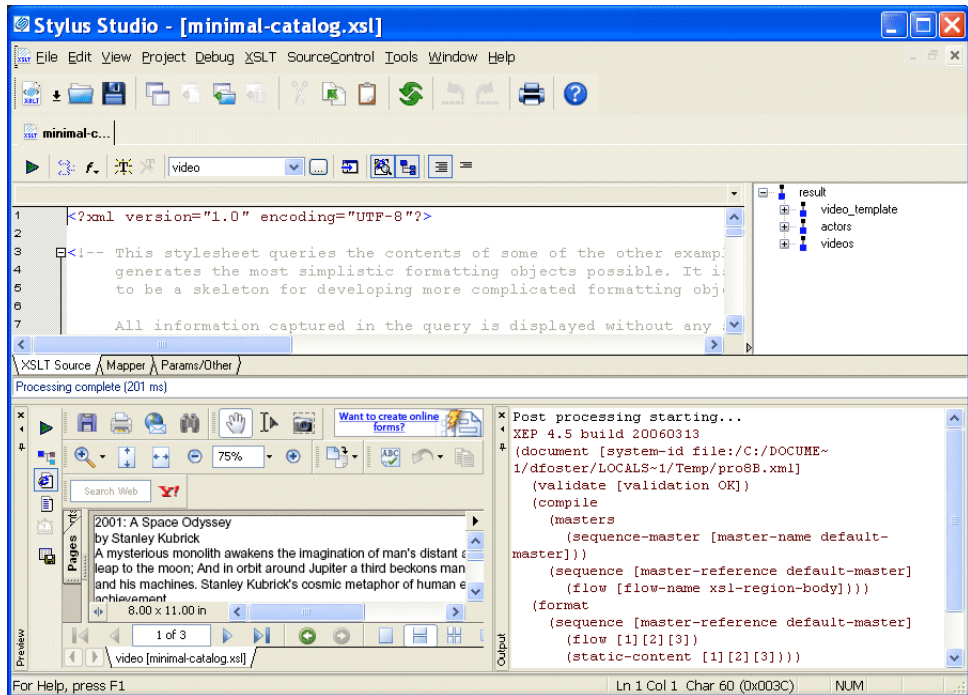 Stylus Studio - [minimal-catalog.xsl]
File Edit View Project Debug XSLT SourceControl Tools Window Help
minimal-c...
video
result
video_template
actors
videos
1 <?xml version="1.0" encoding="UTF-8"?>
2
3 <!-- This stylesheet queries the contents of some of the other exampl
4 generates the most simplistic formatting objects possible. It i
5 to be a skeleton for developing more complicated formatting obj
6
7 All information captured in the query is displayed without any
XSLT Source Mapper Params/Other
Processing complete (201 ms)
Want to create online forms?
75%
Search Web Y!
Pages
2001: A Space Odyssey
by Stanley Kubrick
A mysterious monolith awakens the imagination of man's distant
leap to the moon; And in orbit around Jupiter a third beckons man
and his machines. Stanley Kubrick's cosmic metaphor of human e
achievement
8.00 x 11.00 in
1 of 3
Preview
video [minimal-catalog.xsl]
Post processing starting...
XEP 4.5 build 20060313
(document [system-id file:/C:/DOCUME~
1/dfoster/LOCALS~1/Temp/pro8B.xml]
(validate [validation OK])
(compile
(masters
(sequence-master [master-name default-
master]))
(sequence [master-reference default-master]
(flow [flow-name xsl-region-body])))
(format
(sequence [master-reference default-master]
(flow [1][2][3])
(static-content [1][2][3])))
Output
For Help, press F1
Ln 1 Col 1 Char 60 (0x003C) NUM